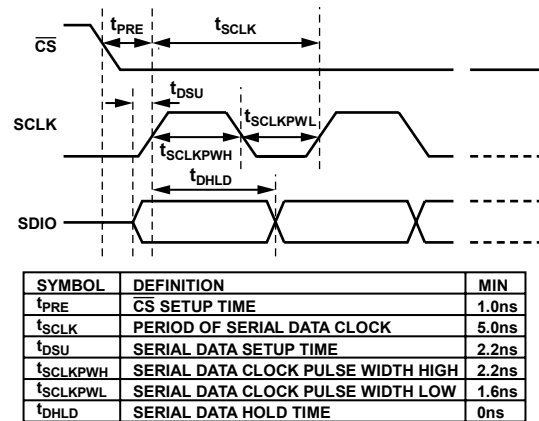 tPRE
tSCLK
CS
tDSU
SCLK
tSCLKPWL
tSCLKPWH
tDHLD
SDIO
SYMBOL DEFINITION MIN
tPRE CS SETUP TIME 1.0ns
tSCLK PERIOD OF SERIAL DATA CLOCK 5.0ns
tDSU SERIAL DATA SETUP TIME 2.2ns
tSCLKPWH SERIAL DATA CLOCK PULSE WIDTH HIGH 2.2ns
tSCLKPWL SERIAL DATA CLOCK PULSE WIDTH LOW 1.6ns
tDHLD SERIAL DATA HOLD TIME 0ns